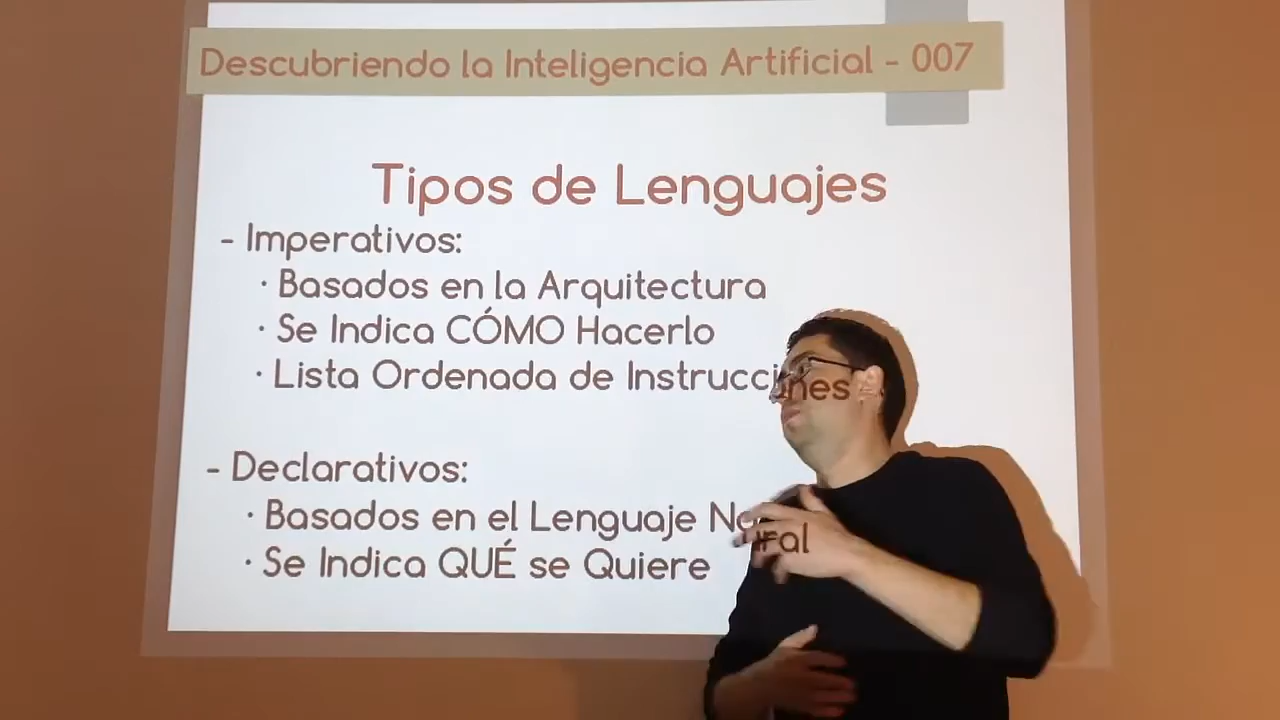 Descubriendo la Inteligencia Artificial - 007
Tipos de Lenguajes
- Imperativos:
· Basados en la Arquitectura
· Se Indica CÓMO Hacerlo
· Lista Ordenada de Instrucciones
- Declarativos:
· Basados en el Lenguaje Natural
· Se Indica QUÉ se Quiere